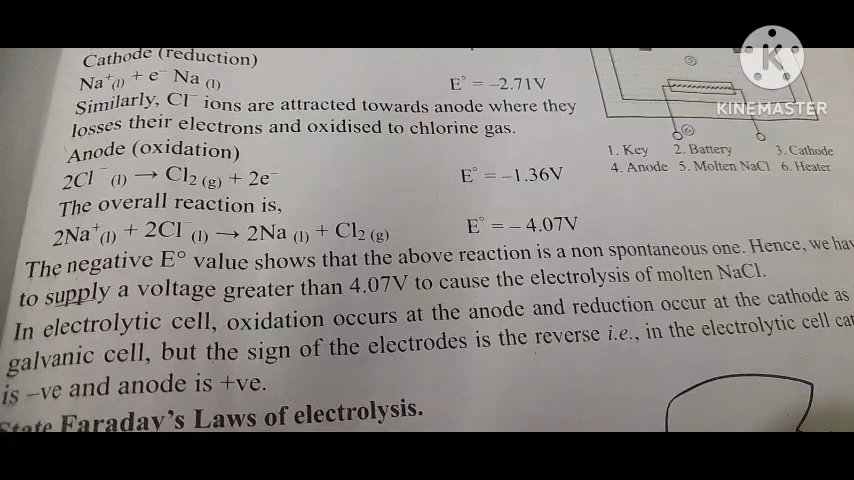 Cathode (reduction)
Na⁺(l) + e⁻ Na (l) E° = –2.71V
Similarly, Cl⁻ ions are attracted towards anode where they
losses their electrons and oxidised to chlorine gas.
Anode (oxidation)
2Cl⁻(l) → Cl₂ (g) + 2e⁻ E° = –1.36V
The overall reaction is,
2Na⁺(l) + 2Cl⁻(l) → 2Na (l) + Cl₂ (g) E° = – 4.07V
The negative E° value shows that the above reaction is a non spontaneous one. Hence, we hav
to supply a voltage greater than 4.07V to cause the electrolysis of molten NaCl.
In electrolytic cell, oxidation occurs at the anode and reduction occur at the cathode as
galvanic cell, but the sign of the electrodes is the reverse i.e., in the electrolytic cell cat
is –ve and anode is +ve.
State Faraday's Laws of electrolysis.
5
6
1. Key 2. Battery 3. Cathode
4. Anode 5. Molten NaCl 6. Heater
K
KINEMASTER